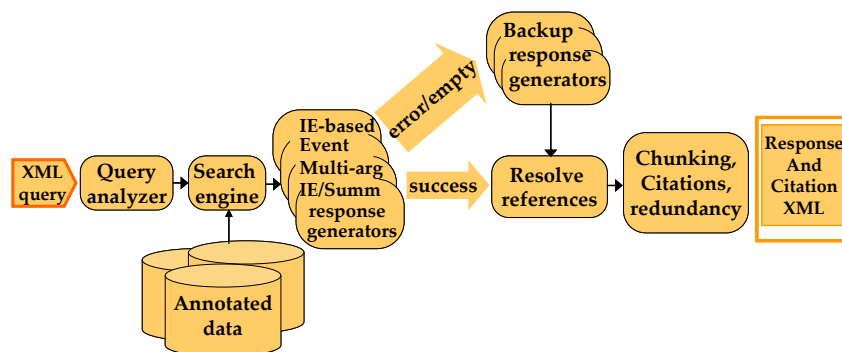 XML
query
Query
analyzer
Search
engine
Annotated
data
IE-based
Event
Multi-arg
IE/Summ
response
generators
error/empty
success
Backup
response
generators
Resolve
references
Chunking,
Citations,
redundancy
Response
And
Citation
XML